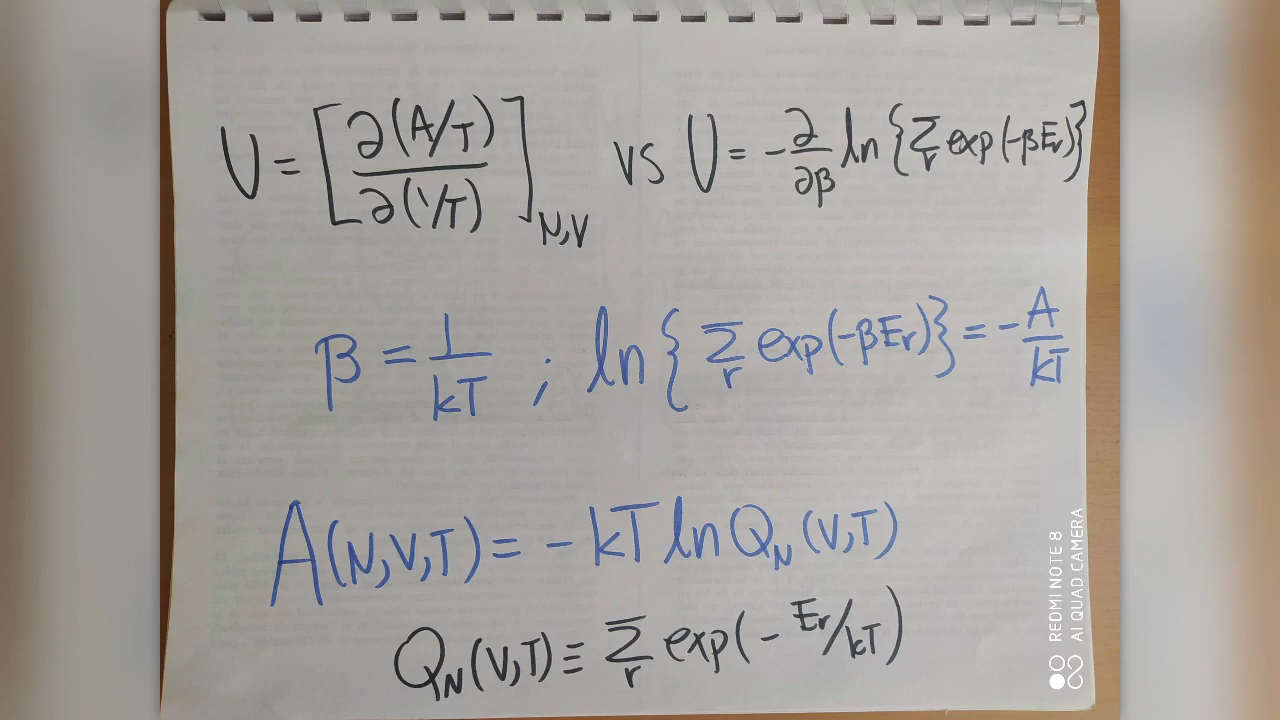 U = [∂(A/T) / ∂(1/T)]_N,V vs U = -∂/∂β ln{Σ_r exp(-βE_r)}
β = 1/kT ; ln{Σ_r exp(-βE_r)} = -A/kT
A(N,V,T) = -kT ln Q_N (V,T)
Q_N (V,T) ≡ Σ_r exp(-E_r/kT)
REDMI NOTE 8
AI QUAD CAMERA